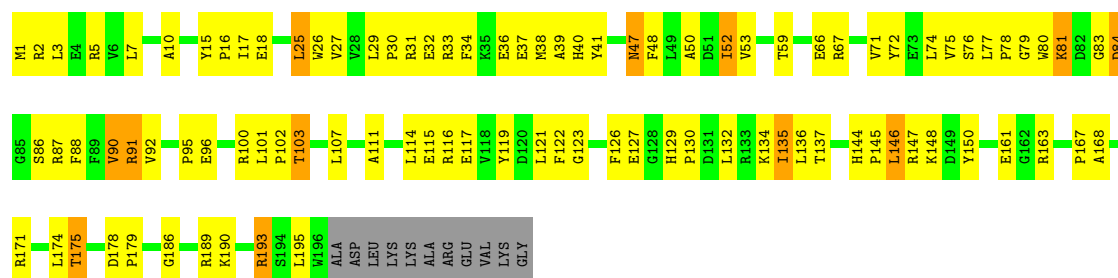 M1 R2 L3 E4 R5 V6 L7 A10 Y15 P16 I17 E18 L25 W26 V27 V28 L29 P30 R31 E32 R33 F34 K35 E36 E37 M38 A39 H40 Y41 N47 F48 L49 A50 D51 I52 V53 T59 E66 R67 V71 Y72 E73 L74 V75 S76 L77 P78 G79 W80 K81 D82 G83
G85 S86 R87 F88 F89 V90 R91 V92 P95 E96 R100 L101 P102 T103 L107 A111 L114 E115 R116 E117 V118 Y119 D120 L121 F122 G123 F126 E127 G128 H129 P130 D131 L132 R133 K134 I135 L136 T137 H144 P145 L146 R147 K148 D149 Y150 E161 G162 R163 P167 A168
R171 L174 T175 D178 P179 G186 R189 K190 R193 S194 L195 W196 ALA ASP LEU LYS LYS ALA ARG GLU VAL LYS GLY